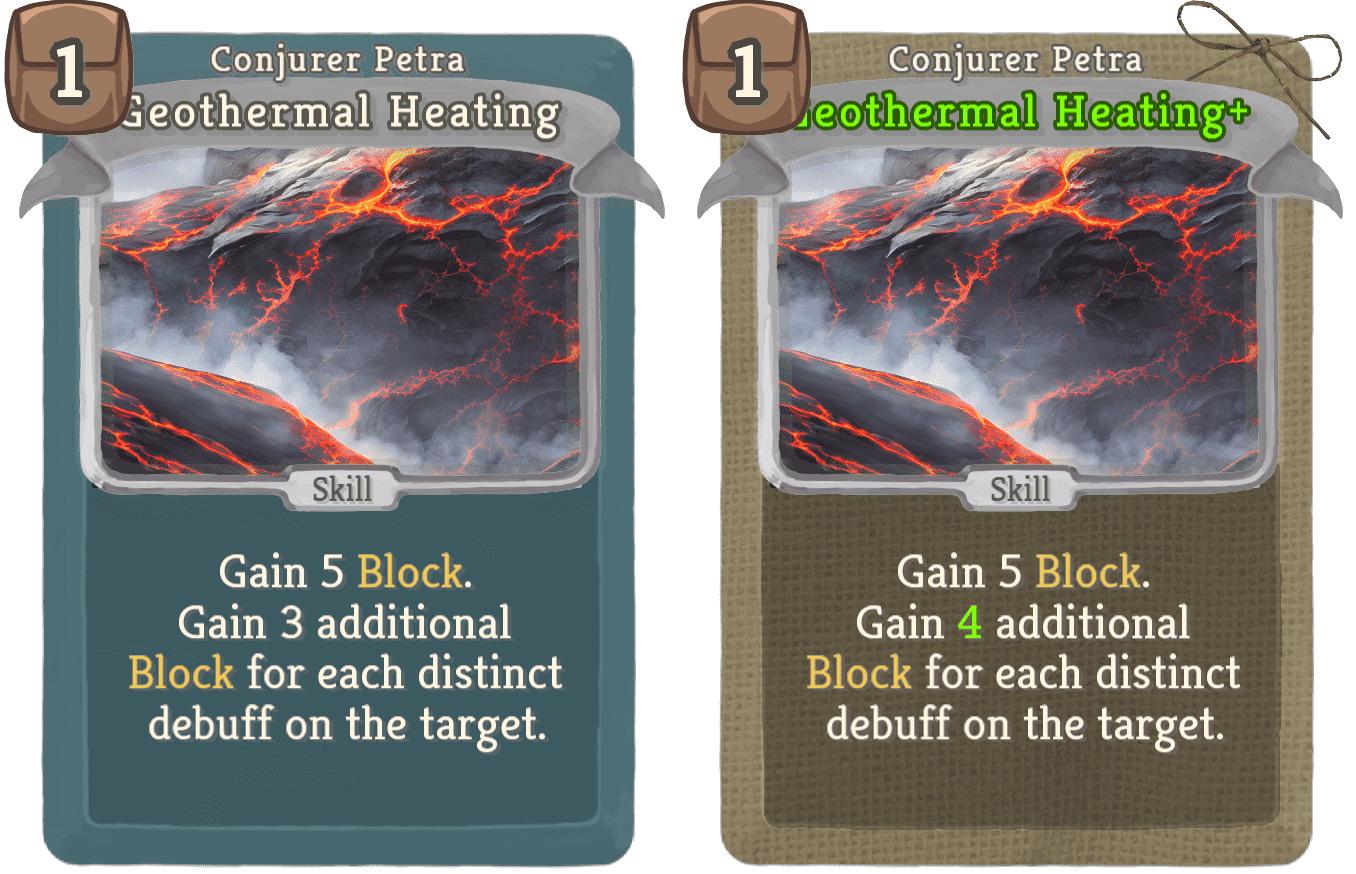 1
Conjurer Petra
Geothermal Heating
Skill
Gain 5 Block.
Gain 3 additional
Block for each distinct
debuff on the target.
1
Conjurer Petra
Geothermal Heating+
Skill
Gain 5 Block.
Gain 4 additional
Block for each distinct
debuff on the target.